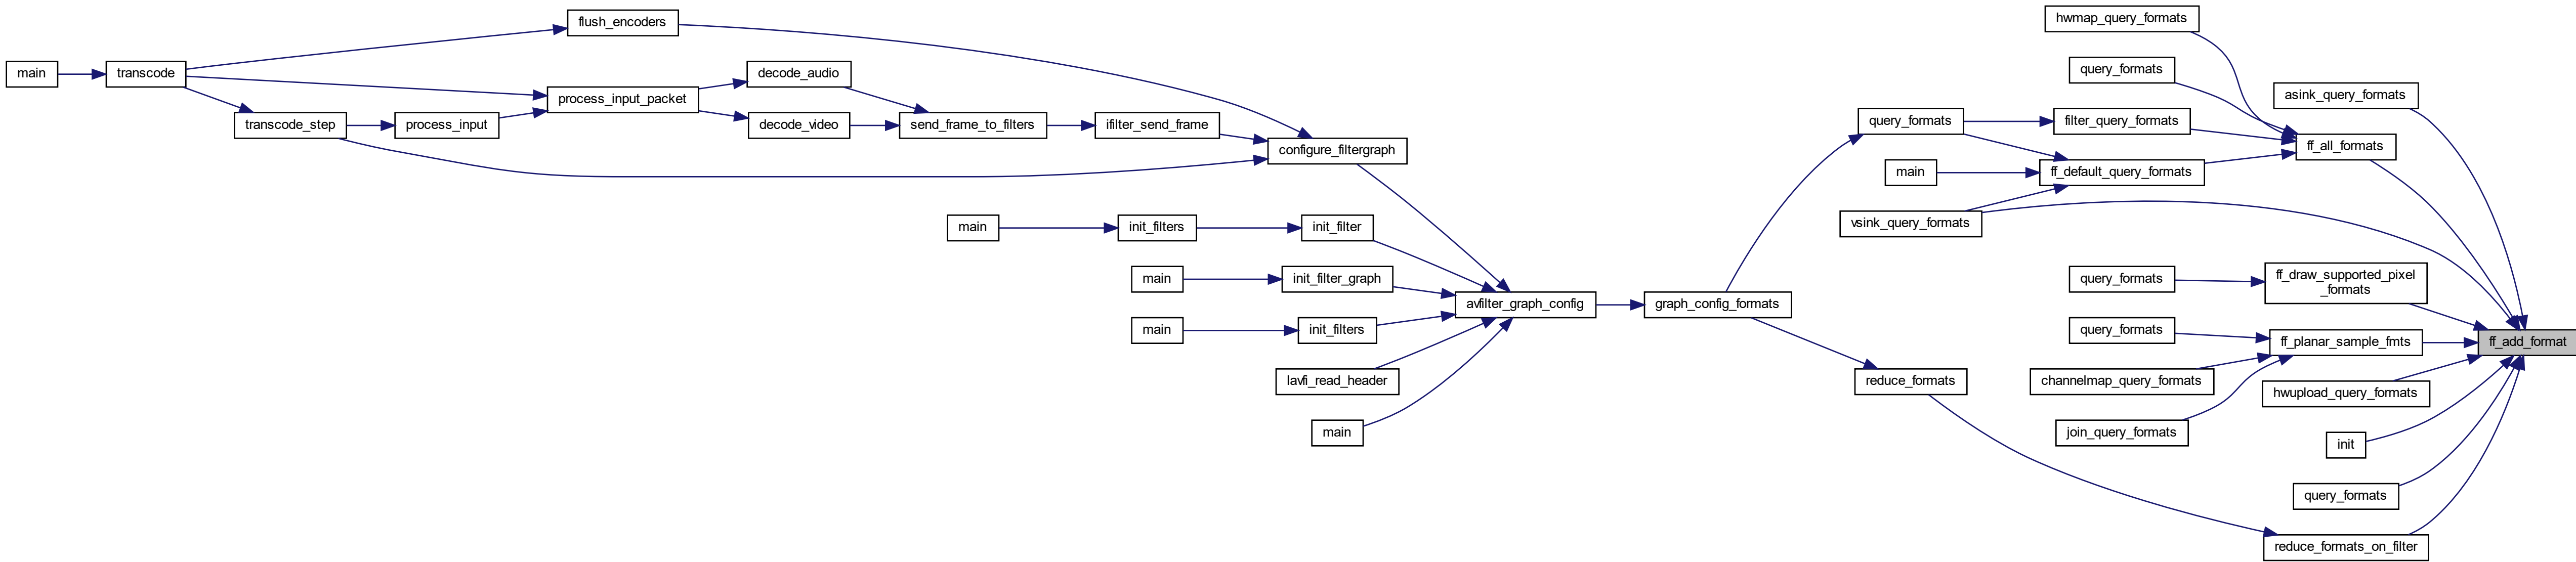 hwmap_query_formats
flush_encoders
query_formats
main
transcode
decode_audio
asink_query_formats
process_input_packet
transcode_step
process_input
decode_video
send_frame_to_filters
ifilter_send_frame
query_formats
filter_query_formats
configure_filtergraph
ff_all_formats
main
ff_default_query_formats
vsink_query_formats
main
init_filters
init_filter
main
init_filter_graph
query_formats
ff_draw_supported_pixel
_formats
avfilter_graph_config
graph_config_formats
main
init_filters
query_formats
ff_planar_sample_fmts
ff_add_format
lavfi_read_header
reduce_formats
channelmap_query_formats
hwupload_query_formats
main
join_query_formats
init
query_formats
reduce_formats_on_filter